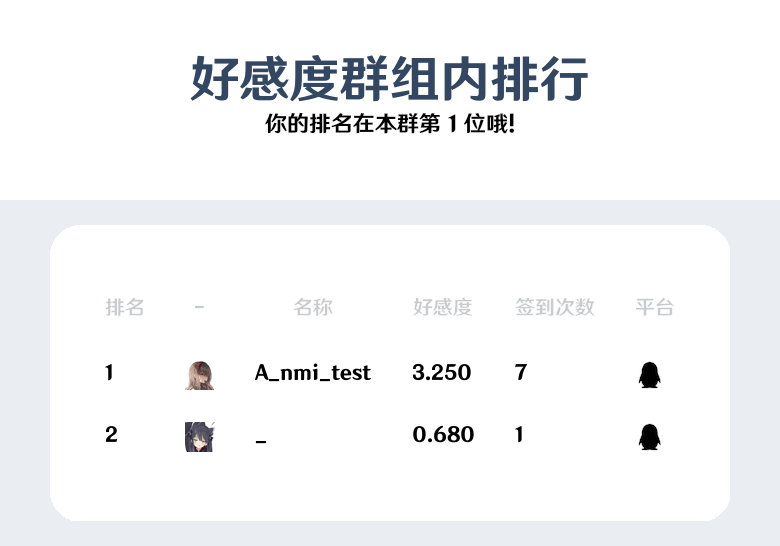 好感度群组内排行
你的排名在本群第 1 位哦!
排名 - 名称 好感度 签到次数 平台
1 A_nmi_test 3.250 7
2 _ 0.680 1